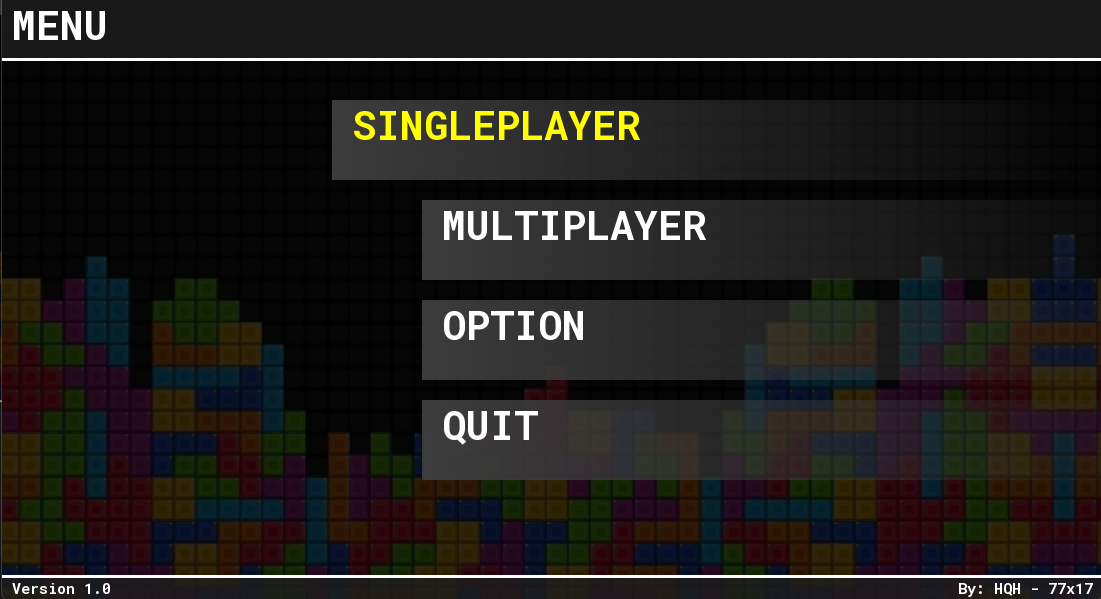 MENU
SINGLEPLAYER
MULTIPLAYER
OPTION
QUIT
Version 1.0
By: HQH - 77x17